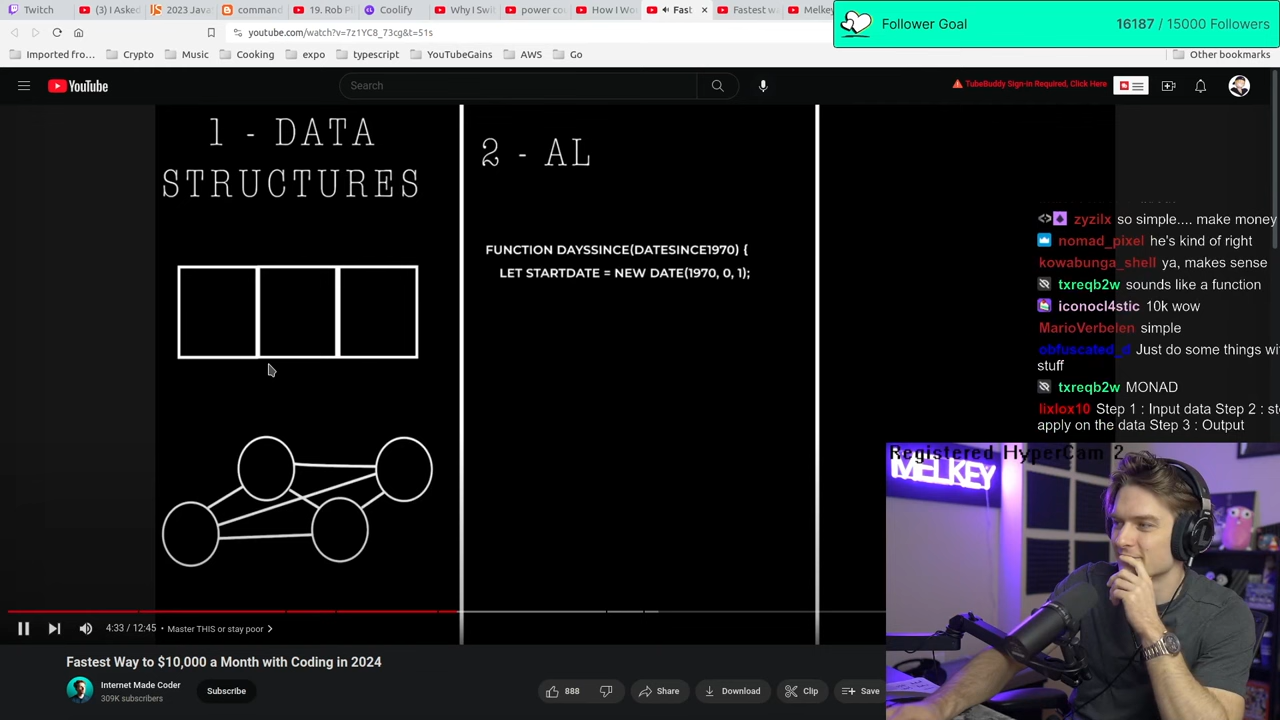 Twitch
(3) I Asked
2023 Java
command
19. Rob P
Coolify
Why I Swi
power co
How I Wo
Fast
Fastest w
Melkey
Follower Goal
16187 / 15000 Followers
youtube.com/watch?v=7z1YC8_73cg&t=51s
Imported fro...
Crypto
Music
Cooking
expo
typescript
YouTubeGains
AWS
Go
Other bookmarks
YouTube
Search
TubeBuddy Sign-in Required, Click Here
1 - DATA
STRUCTURES
2 - AL
FUNCTION DAYSSINCE(DATESINCE1970) {
LET STARTDATE = NEW DATE(1970, 0, 1);
zyzilx so simple.... make money
nomad_pixel he's kind of right
kowabunga_shell ya, makes sense
txreqb2w sounds like a function
iconocl4stic 10k wow
MarioVerbelen simple
obfuscated_d Just do some things wi
stuff
txreqb2w MONAD
lixlox10 Step 1 : Input data Step 2 : st
apply on the data Step 3 : Output
Registered HyperCam 2
MELKEY
4:33 / 12:45 • Master THIS or stay poor
Fastest Way to $10,000 a Month with Coding in 2024
Internet Made Coder
309K subscribers
Subscribe
888
Share
Download
Clip
Save